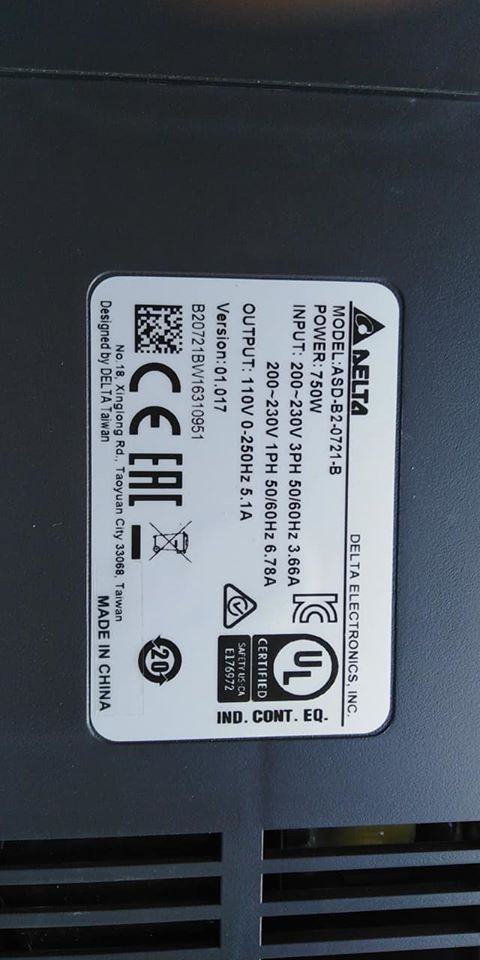 DELTA
DELTA ELECTRONICS, INC.
MODEL:ASD-B2-0721-B
POWER: 750W
INPUT: 200~230V 3PH 50/60Hz 3.66A
200~230V 1PH 50/60Hz 6.78A
OUTPUT: 110V 0-250Hz 5.1A
Version:01.017
B20721BW16310951
UL
CERTIFIED
SAFETY US-CA
E176972
IND. CONT. EQ.
CE EAC
20
No.18, Xinglong Rd., Taoyuan City 33068, Taiwan
Designed by DELTA Taiwan
MADE IN CHINA